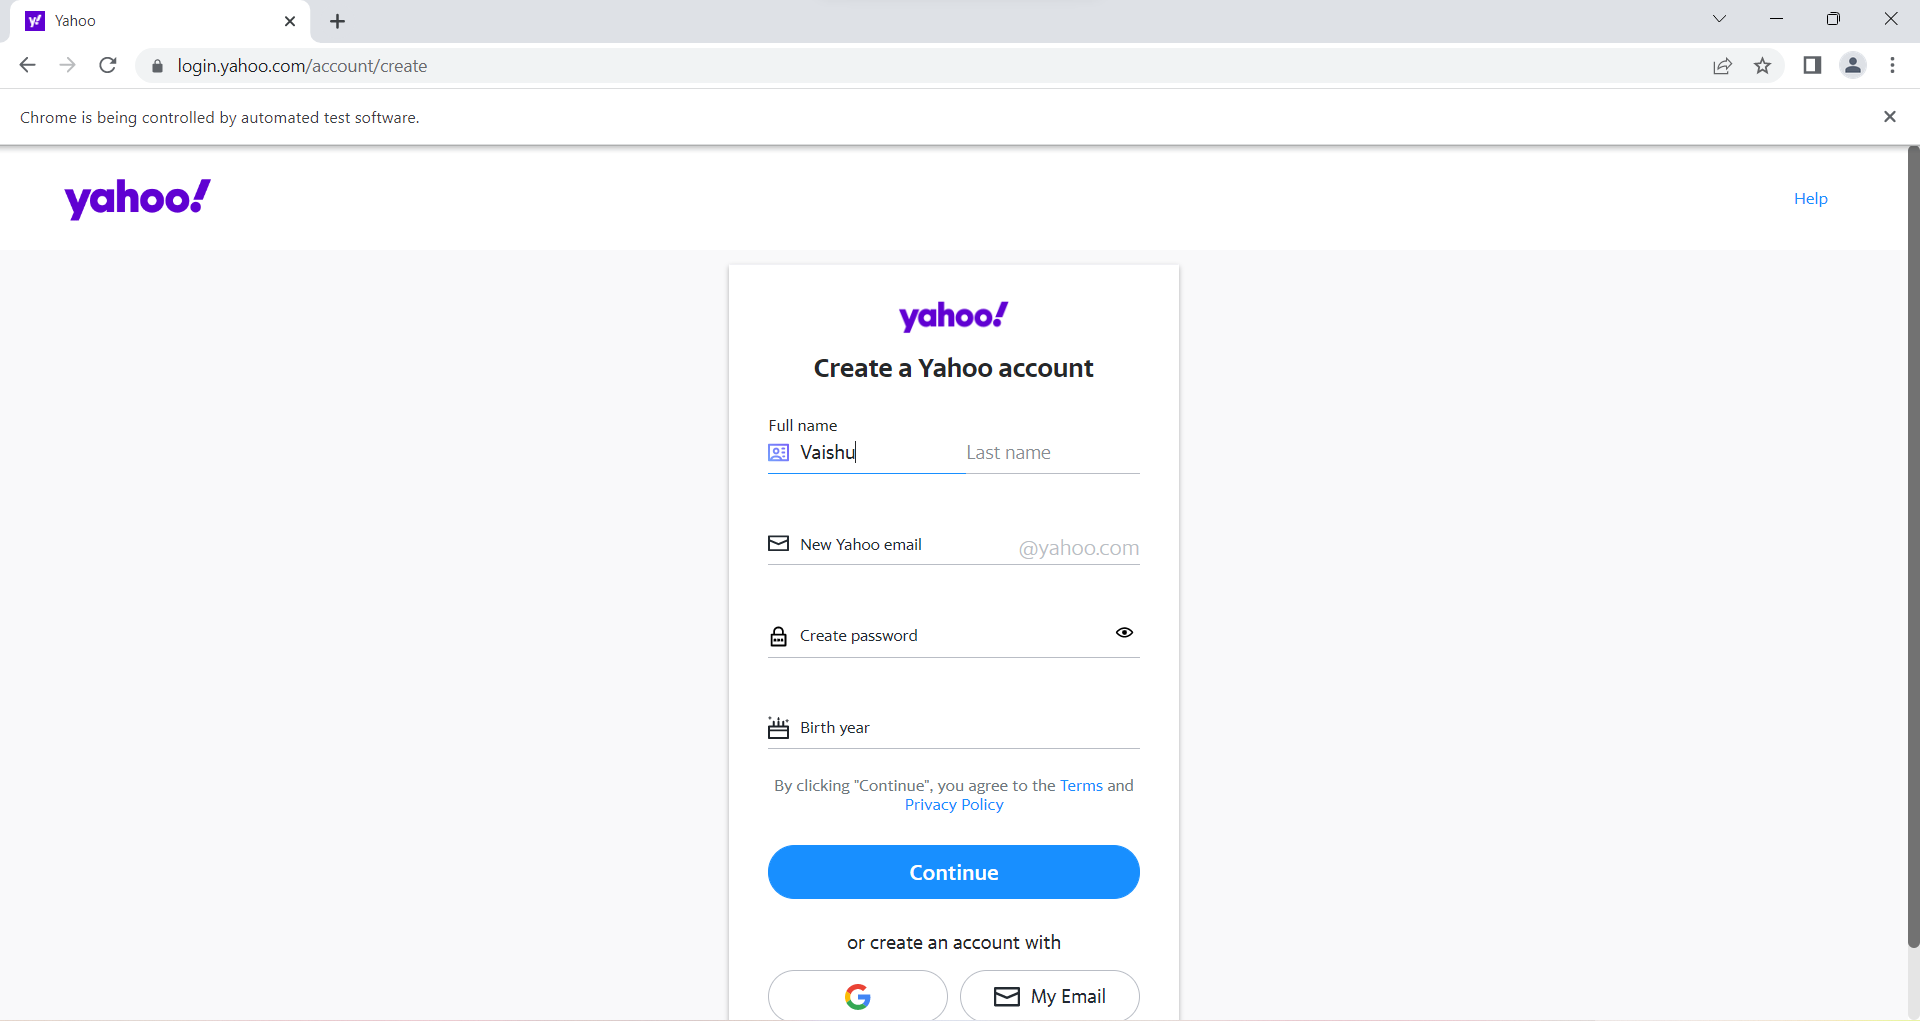 Yahoo
login.yahoo.com/account/create
Chrome is being controlled by automated test software.
yahoo!
Help
yahoo!
Create a Yahoo account
Full name
Vaishu Last name
New Yahoo email @yahoo.com
Create password
Birth year
By clicking "Continue", you agree to the Terms and
Privacy Policy
Continue
or create an account with
G My Email